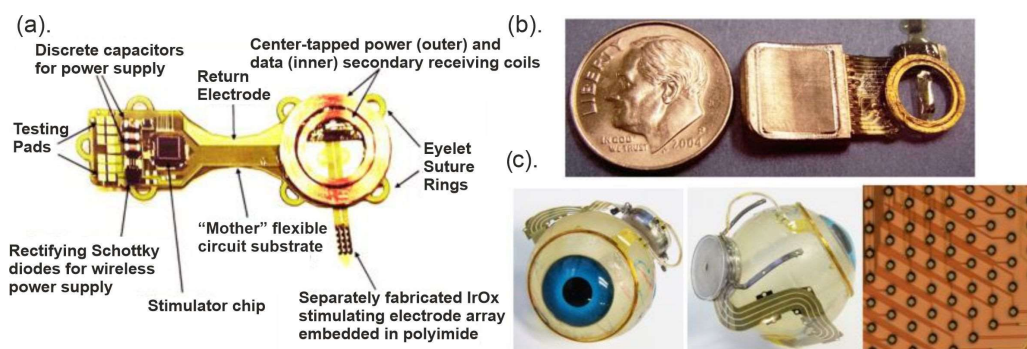 (a).
Discrete capacitors
for power supply
Return
Electrode
Center-tapped power (outer) and
data (inner) secondary receiving coils
Testing
Pads
Eyelet
Suture
Rings
Rectifying Schottky
diodes for wireless
power supply
“Mother” flexible
circuit substrate
Stimulator chip
Separately fabricated IrOx
stimulating electrode array
embedded in polyimide
(b).
LIBERTY
IN GOD
WE TRUST
2004
(c).